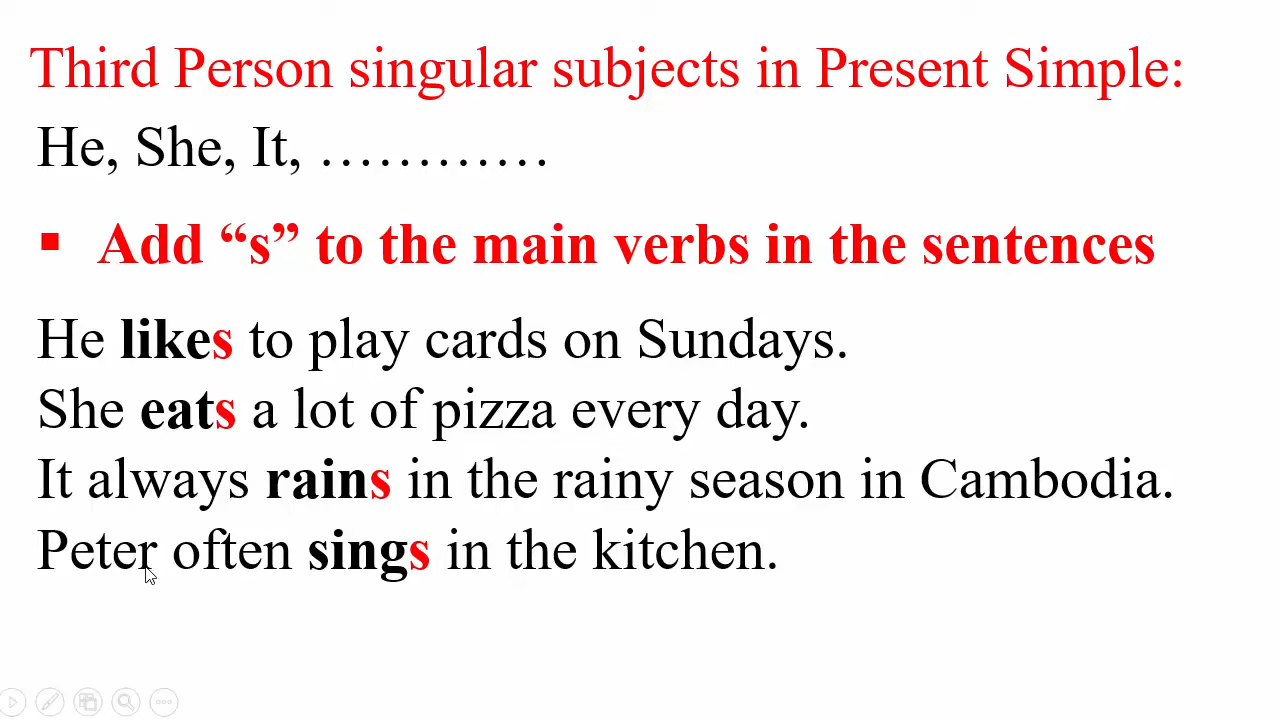 Third Person singular subjects in Present Simple:
He, She, It, …………
▪ Add “s” to the main verbs in the sentences
He likes to play cards on Sundays.
She eats a lot of pizza every day.
It always rains in the rainy season in Cambodia.
Peter often sings in the kitchen.